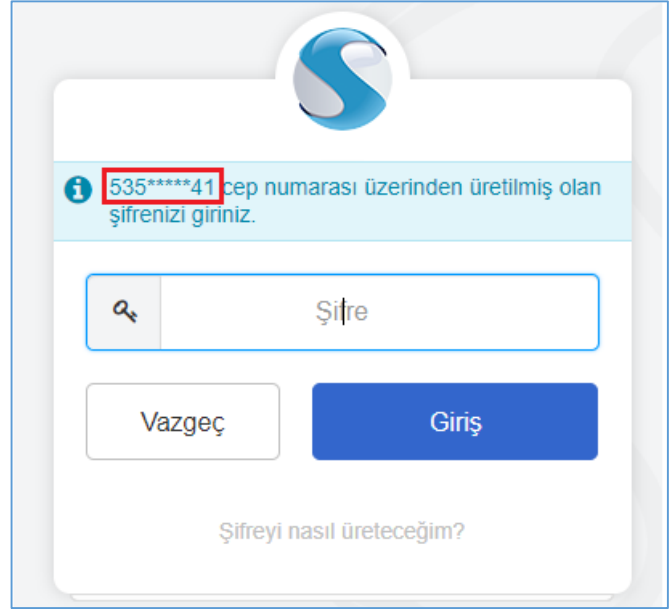 535*****41 cep numarası üzerinden üretilmiş olan
şifrenizi giriniz.
Şifre
Vazgeç
Giriş
Şifreyi nasıl üreteceğim?